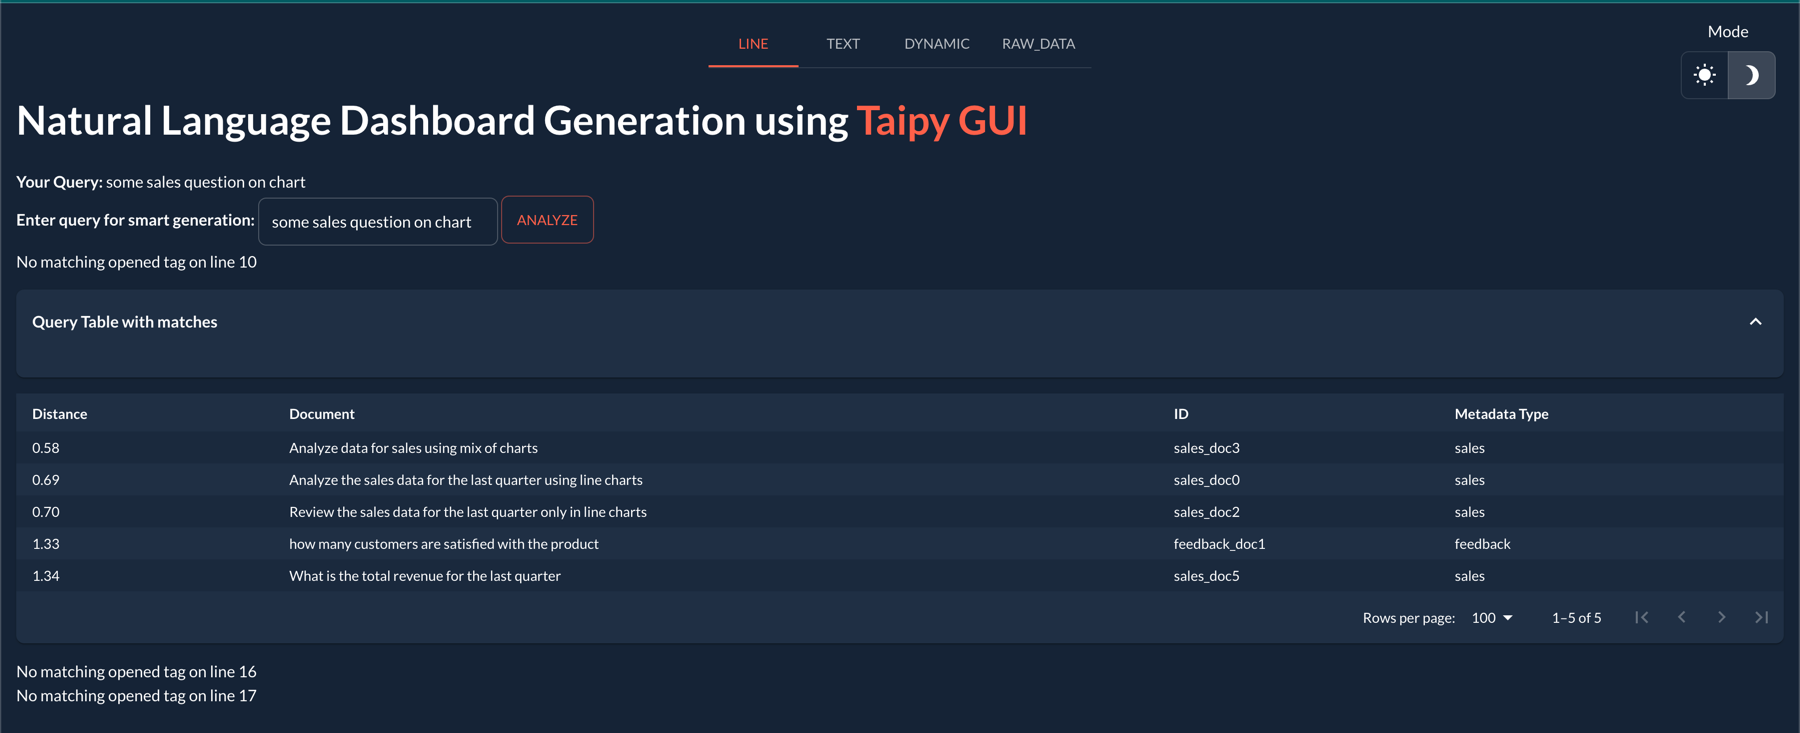 LINE TEXT DYNAMIC RAW_DATA
Mode
Natural Language Dashboard Generation using Taipy GUI
Your Query: some sales question on chart
Enter query for smart generation: some sales question on chart ANALYZE
No matching opened tag on line 10
Query Table with matches
Distance Document ID Metadata Type
0.58 Analyze data for sales using mix of charts sales_doc3 sales
0.69 Analyze the sales data for the last quarter using line charts sales_doc0 sales
0.70 Review the sales data for the last quarter only in line charts sales_doc2 sales
1.33 how many customers are satisfied with the product feedback_doc1 feedback
1.34 What is the total revenue for the last quarter sales_doc5 sales
Rows per page: 100 1–5 of 5
No matching opened tag on line 16
No matching opened tag on line 17